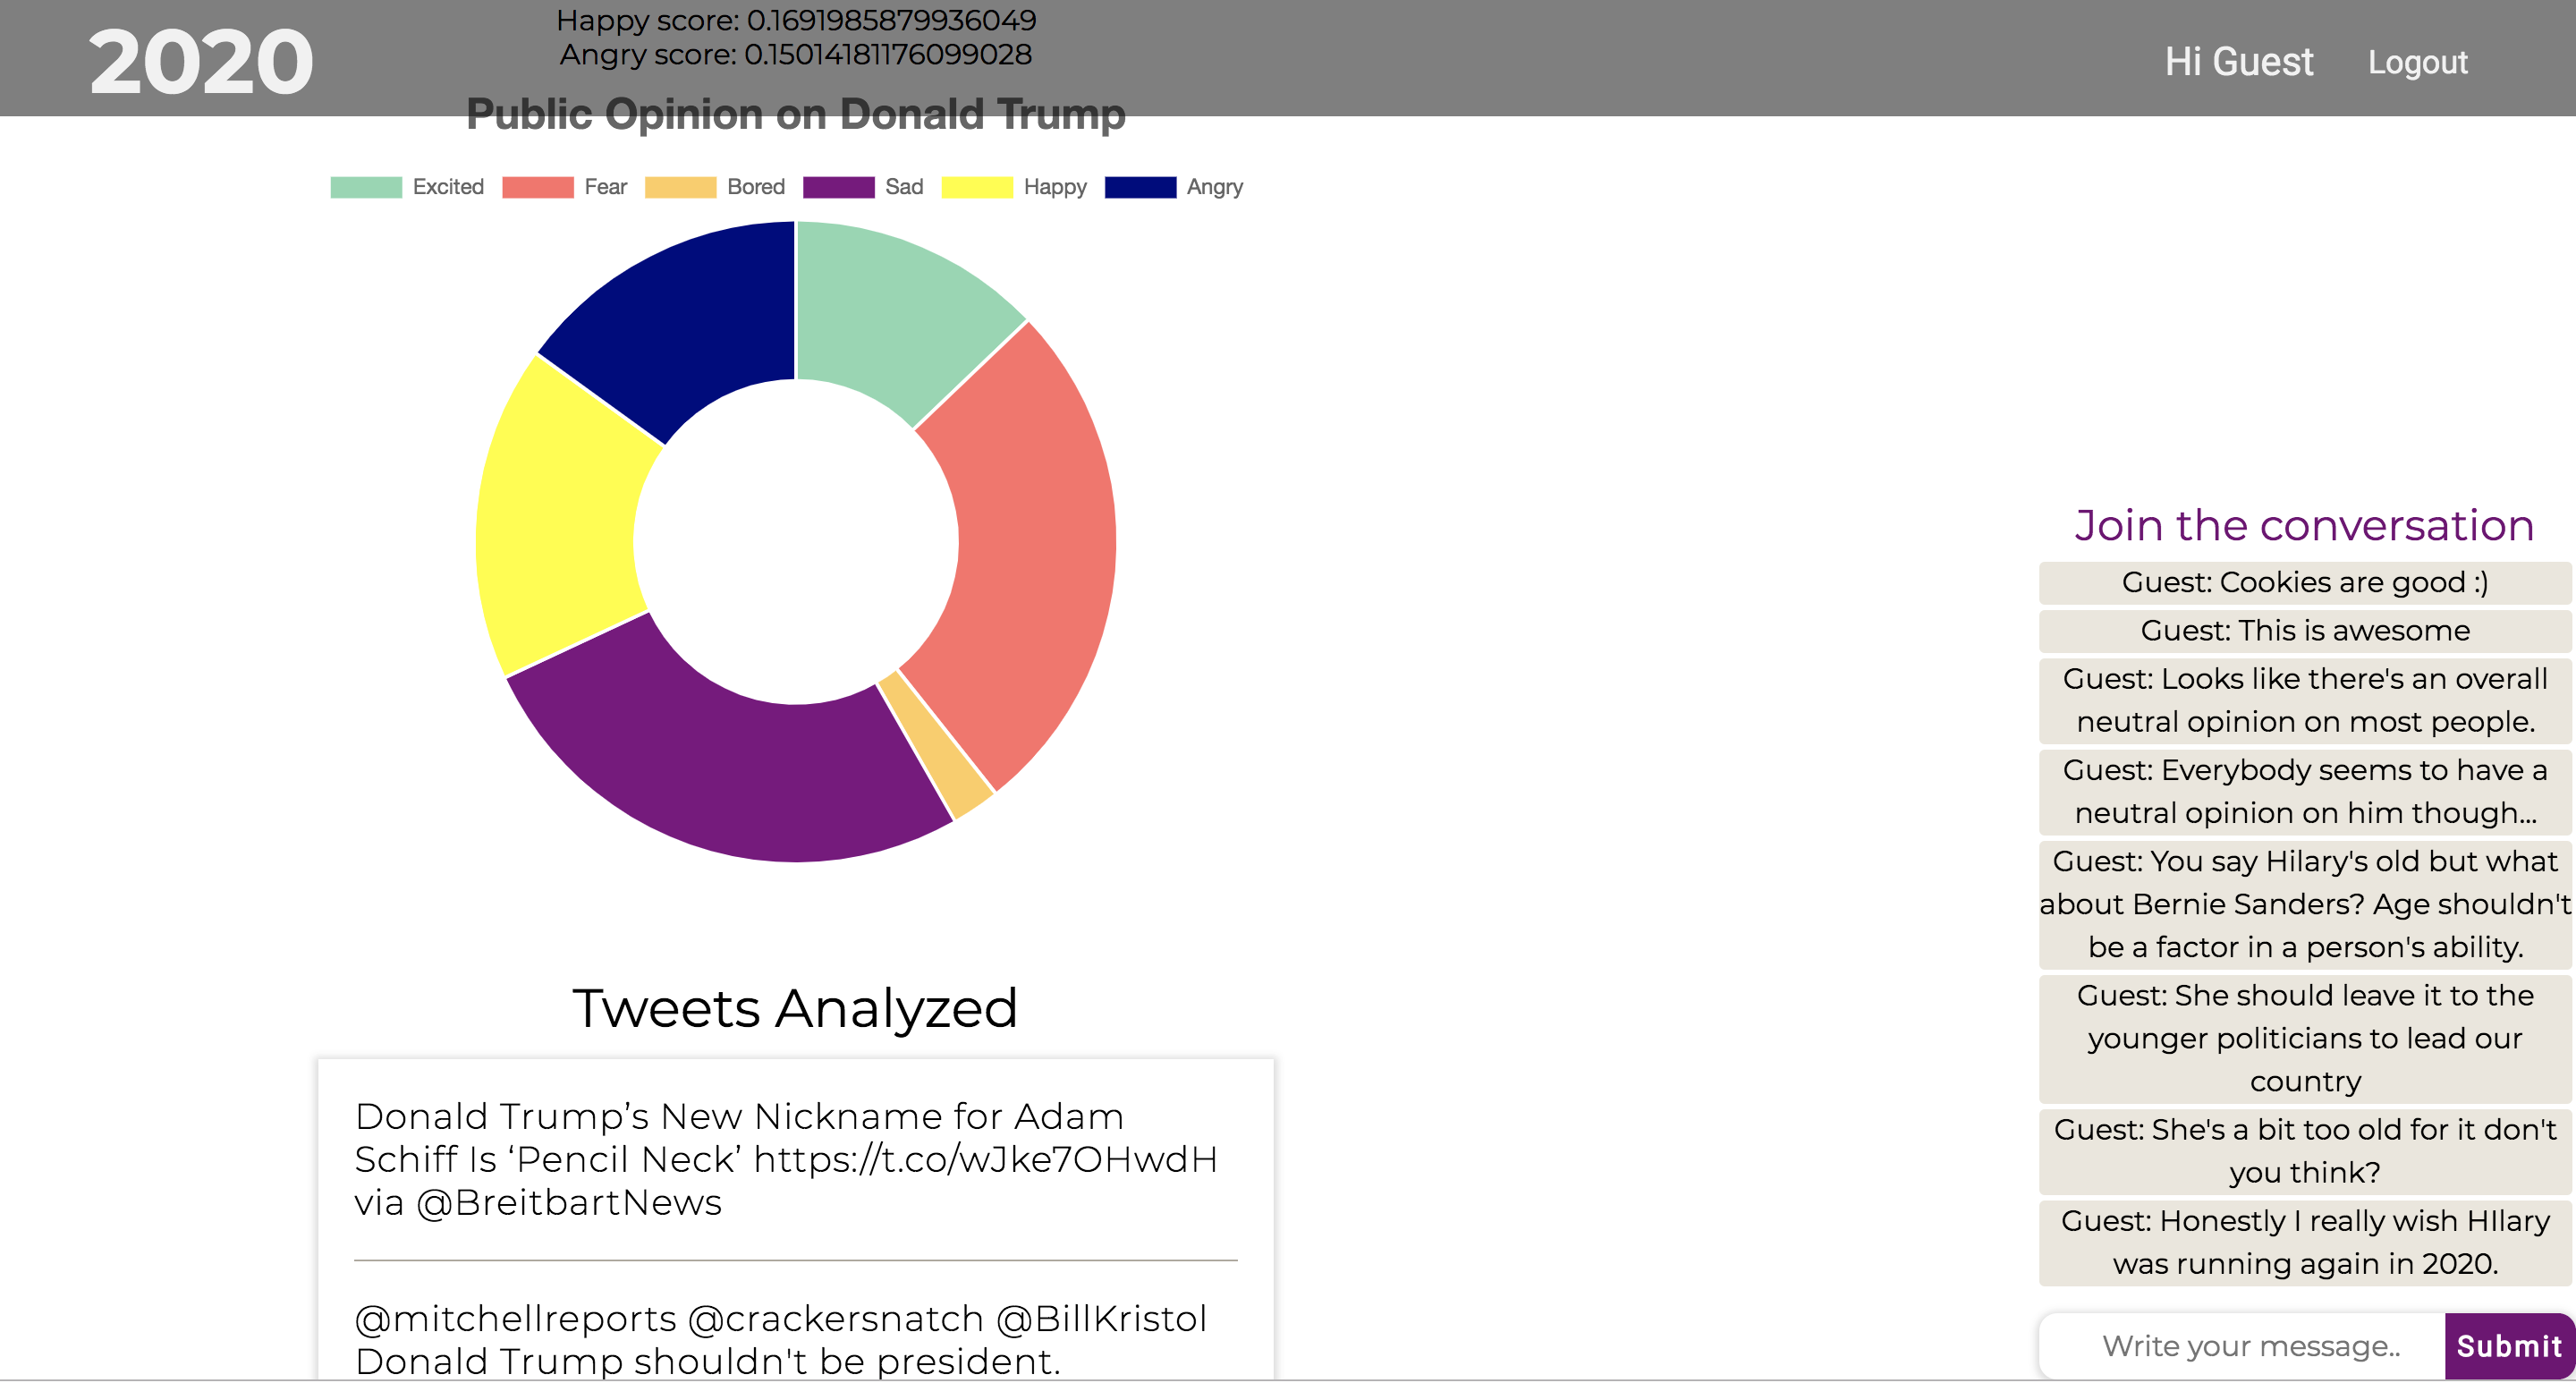 2020
Happy score: 0.1691985879936049
Angry score: 0.15014181176099028
Hi Guest
Logout
Public Opinion on Donald Trump
Excited
Fear
Bored
Sad
Happy
Angry
Tweets Analyzed
Donald Trump’s New Nickname for Adam
Schiff Is ‘Pencil Neck’ https://t.co/wJke7OHwdH
via @BreitbartNews
@mitchellreports @crackersnatch @BillKristol
Donald Trump shouldn't be president.
Join the conversation
Guest: Cookies are good :)
Guest: This is awesome
Guest: Looks like there's an overall
neutral opinion on most people.
Guest: Everybody seems to have a
neutral opinion on him though...
Guest: You say Hilary's old but what
about Bernie Sanders? Age shouldn't
be a factor in a person's ability.
Guest: She should leave it to the
younger politicians to lead our
country
Guest: She's a bit too old for it don't
you think?
Guest: Honestly I really wish HIlary
was running again in 2020.
Write your message..
Submit